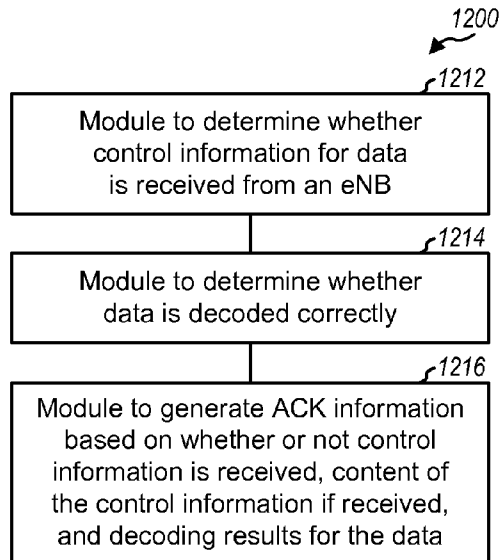 1200
1212
Module to determine whether
control information for data
is received from an eNB
1214
Module to determine whether
data is decoded correctly
1216
Module to generate ACK information
based on whether or not control
information is received, content of
the control information if received,
and decoding results for the data